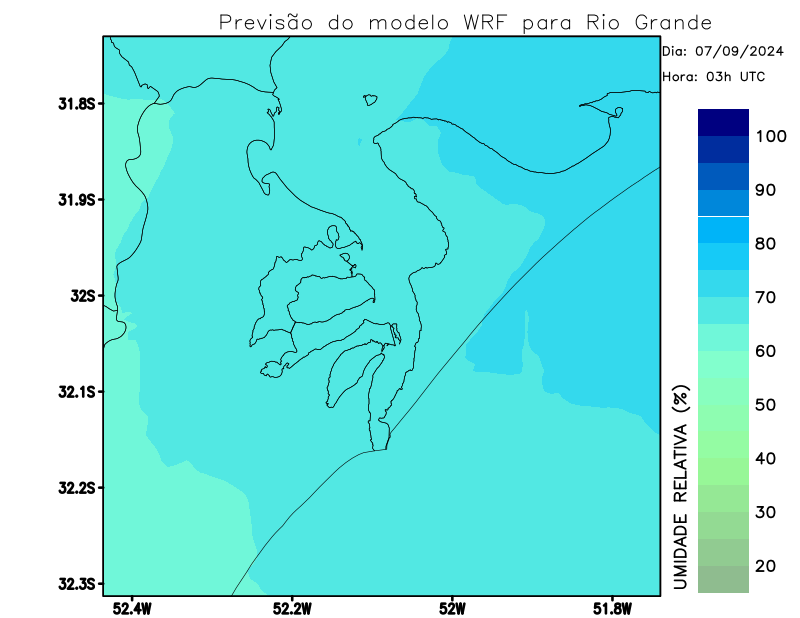 Previsão do modelo WRF para Rio Grande
Dia: 07/09/2024
Hora: 03h UTC
31.8S
31.9S
32S
32.1S
32.2S
32.3S
52.4W
52.2W
52W
51.8W
100
90
80
70
60
50
40
30
20
UMIDADE RELATIVA (%)